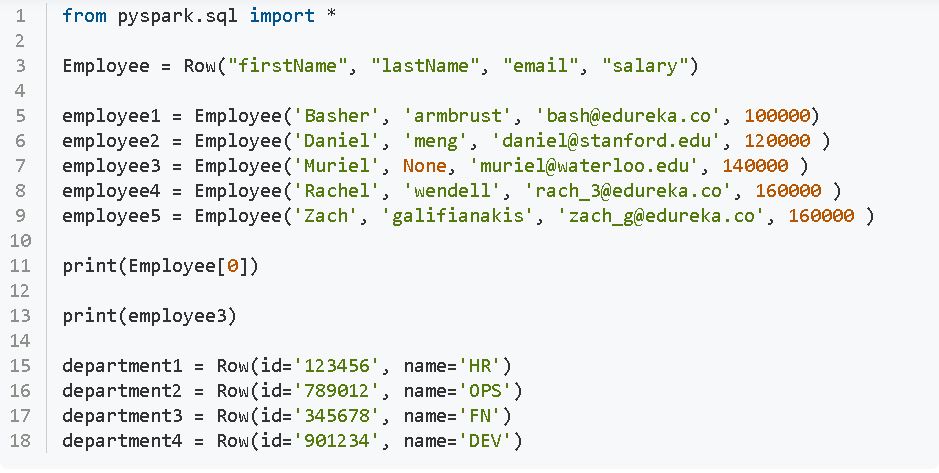 1 from pyspark.sql import *
2
3 Employee = Row("firstName", "lastName", "email", "salary")
4
5 employee1 = Employee('Basher', 'armbrust', 'bash@edureka.co', 100000)
6 employee2 = Employee('Daniel', 'meng', 'daniel@stanford.edu', 120000 )
7 employee3 = Employee('Muriel', None, 'muriel@waterloo.edu', 140000 )
8 employee4 = Employee('Rachel', 'wendell', 'rach_3@edureka.co', 160000 )
9 employee5 = Employee('Zach', 'galifianakis', 'zach_g@edureka.co', 160000 )
10
11 print(Employee[0])
12
13 print(employee3)
14
15 department1 = Row(id='123456', name='HR')
16 department2 = Row(id='789012', name='OPS')
17 department3 = Row(id='345678', name='FN')
18 department4 = Row(id='901234', name='DEV')